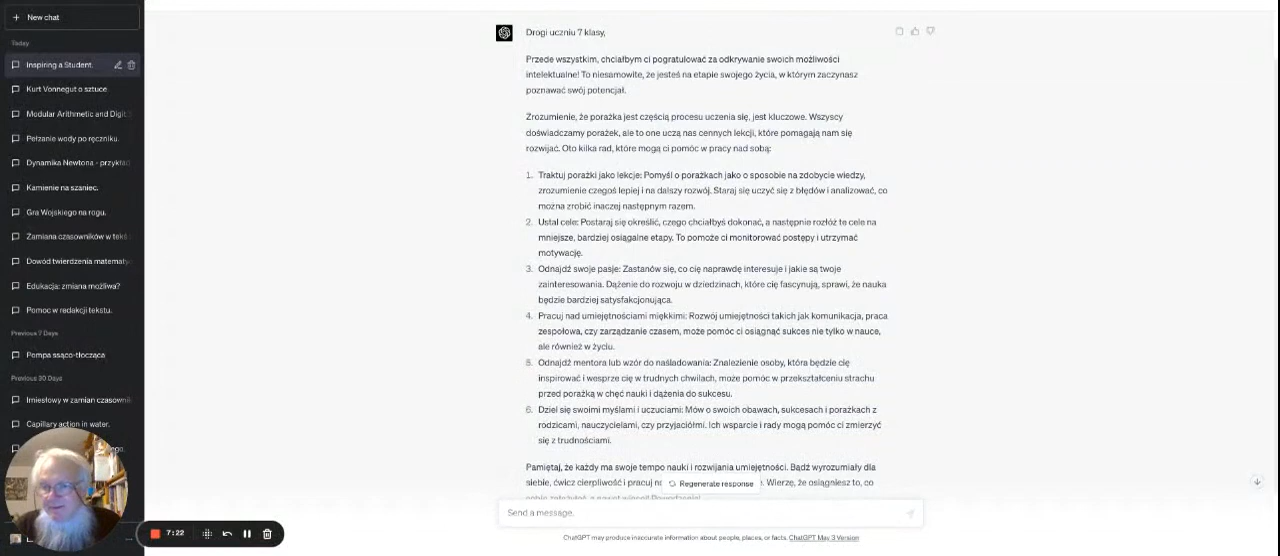 New chat
Today
Inspiring a Student.
Kurt Vonnegut o sztuce
Modular Arithmetic and Digit
Pełzanie wody po ręczniku.
Dynamika Newtona - przykład
Kamienie na szaniec.
Gra Wojskiego na rogu.
Zamiana czasowników w teks
Dowód twierdzenia matematy
Edukacja: zmiana możliwa?
Pomoc w redakcji tekstu.
Previous 7 Days
Pompa ssąco-tłocząca
Previous 30 Days
Imiesłowy w zamian czasowni
Capillary action in water.
7:22
Drogi uczniu 7 klasy,
Przede wszystkim, chciałbym ci pogratulować za odkrywanie swoich możliwości
intelektualne! To niesamowite, że jesteś na etapie swojego życia, w którym zaczynasz
poznawać swój potencjał.
Zrozumienie, że porażka jest częścią procesu uczenia się, jest kluczowe. Wszyscy
doświadczamy porażek, ale to one uczą nas cennych lekcji, które pomagają nam się
rozwijać. Oto kilka rad, które mogą ci pomóc w pracy nad sobą:
1. Traktuj porażki jako lekcje: Pomyśl o porażkach jako o sposobie na zdobycie wiedzy,
zrozumienie czegoś lepiej i na dalszy rozwój. Staraj się uczyć się z błędów i analizować, co
można zrobić inaczej następnym razem.
2. Ustal cele: Postaraj się określić, czego chciałbyś dokonać, a następnie rozłóż te cele na
mniejsze, bardziej osiągalne etapy. To pomoże ci monitorować postępy i utrzymać
motywację.
3. Odnajdź swoje pasje: Zastanów się, co cię naprawdę interesuje i jakie są twoje
zainteresowania. Dążenie do rozwoju w dziedzinach, które cię fascynują, sprawi, że nauka
będzie bardziej satysfakcjonująca.
4. Pracuj nad umiejętnościami miękkimi: Rozwój umiejętności takich jak komunikacja, praca
zespołowa, czy zarządzanie czasem, może pomóc ci osiągnąć sukces nie tylko w nauce,
ale również w życiu.
5. Odnajdź mentora lub wzór do naśladowania: Znalezienie osoby, która będzie cię
inspirować i wesprze cię w trudnych chwilach, może pomóc w przekształceniu strachu
przed porażką w chęć nauki i dążenia do sukcesu.
6. Dziel się swoimi myślami i uczuciami: Mów o swoich obawach, sukcesach i porażkach z
rodzicami, nauczycielami, czy przyjaciółmi. Ich wsparcie i rady mogą pomóc ci zmierzyć
się z trudnościami.
Pamiętaj, że każdy ma swoje tempo nauki i rozwijania umiejętności. Bądź wyrozumiały dla
siebie, ćwicz cierpliwość i pracuj Wierzę, że osiągniesz to, co
Regenerate response
Send a message.
ChatGPT may produce inaccurate information about people, places, or facts. ChatGPT May 3 Version